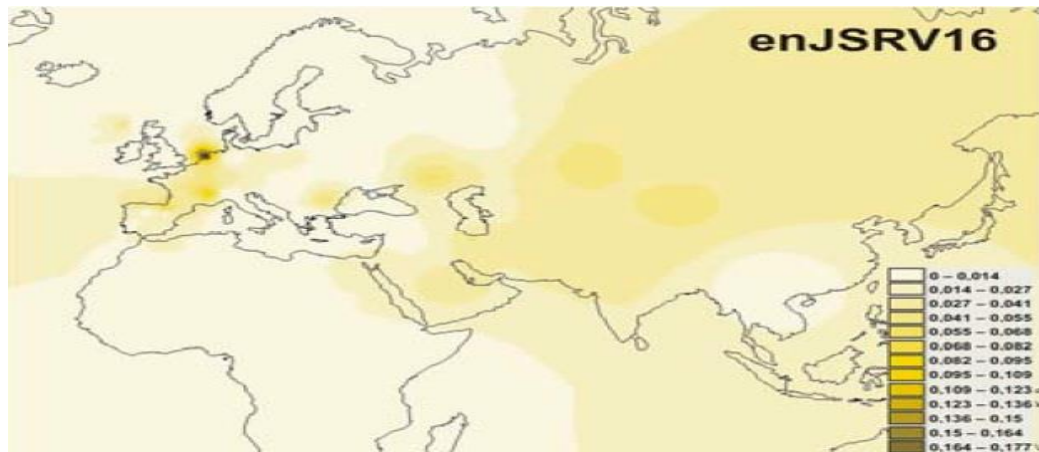 enJSRV16
0 – 0,014
0,014 – 0,027
0,027 – 0,041
0,041 – 0,055
0,055 – 0,068
0,068 – 0,082
0,082 – 0,095
0,095 – 0,109
0,109 – 0,123
0,123 – 0,136
0,136 – 0,15
0,15 – 0,164
0,164 – 0,177